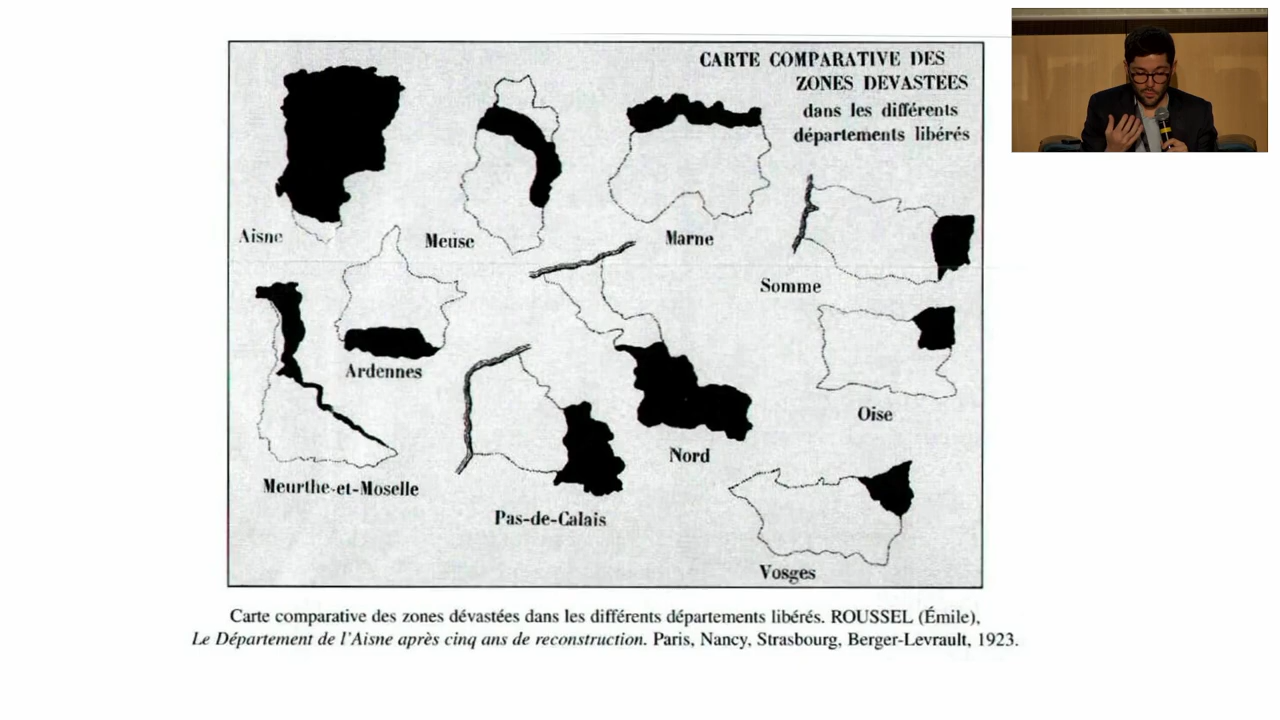 CARTE COMPARATIVE DES
ZONES DEVASTEES
dans les différents
départements libérés
Aisne
Meuse
Marne
Somme
Ardennes
Oise
Nord
Meurthe-et-Moselle
Pas-de-Calais
Vosges
Carte comparative des zones dévastées dans les différents départements libérés. ROUSSEL (Émile),
Le Département de l'Aisne après cinq ans de reconstruction. Paris, Nancy, Strasbourg, Berger-Levrault, 1923.